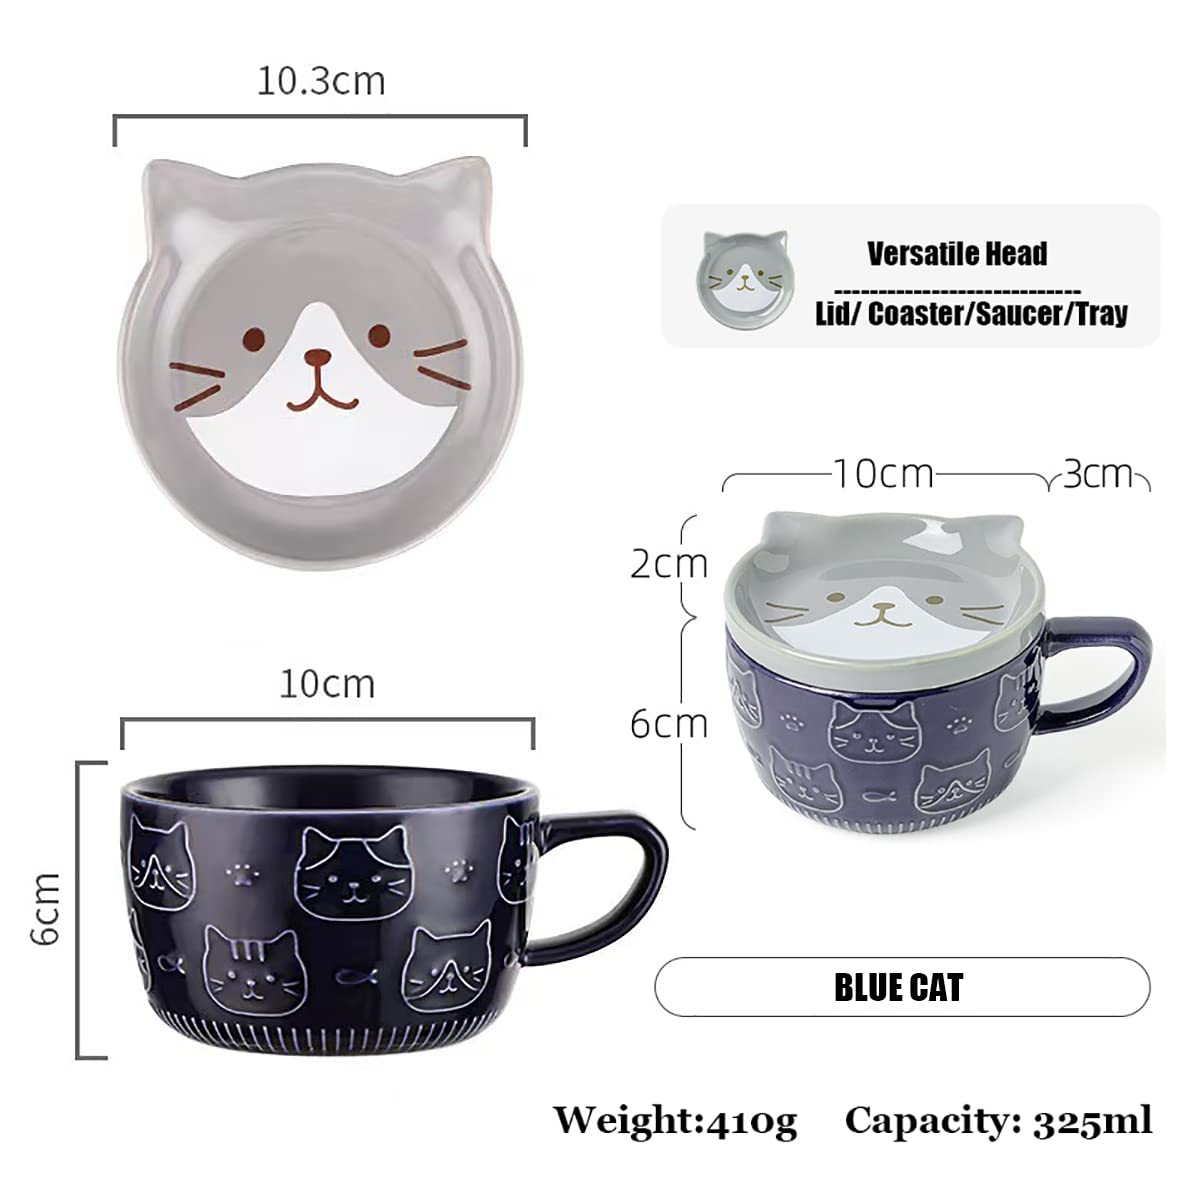 10.3cm
Versatile Head
Lid/ Coaster/Saucer/Tray
10cm
3cm
2cm
6cm
10cm
6cm
BLUE CAT
Weight:410g
Capacity: 325ml